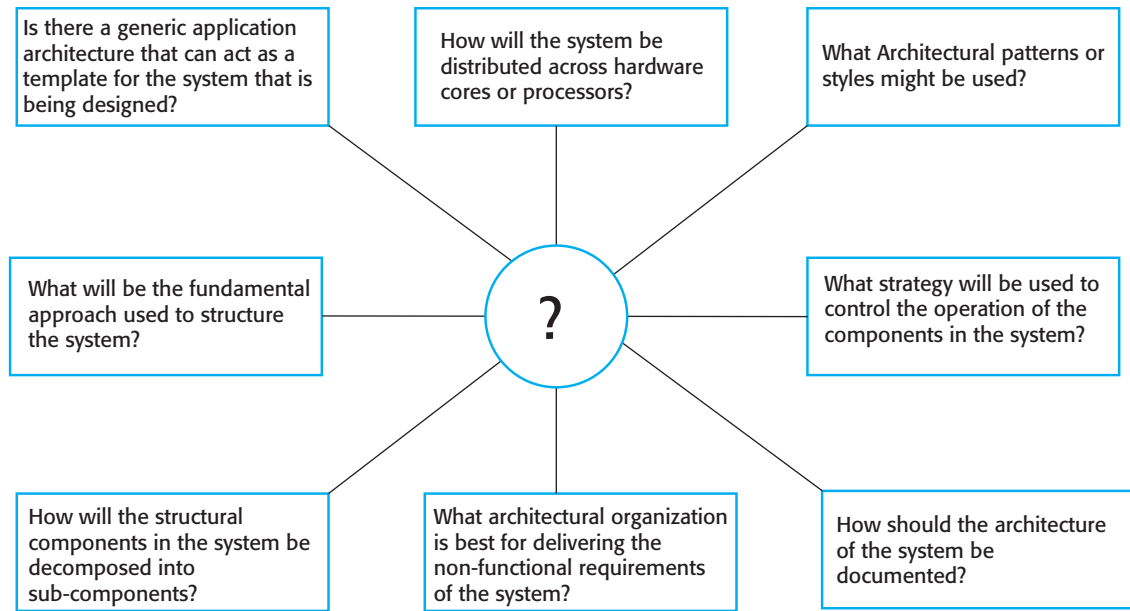 Is there a generic application
architecture that can act as a
template for the system that is
being designed?
How will the system be
distributed across hardware
cores or processors?
What Architectural patterns or
styles might be used?
What will be the fundamental
approach used to structure
the system?
?
What strategy will be used to
control the operation of the
components in the system?
How will the structural
components in the system be
decomposed into
sub-components?
What architectural organization
is best for delivering the
non-functional requirements
of the system?
How should the architecture
of the system be
documented?